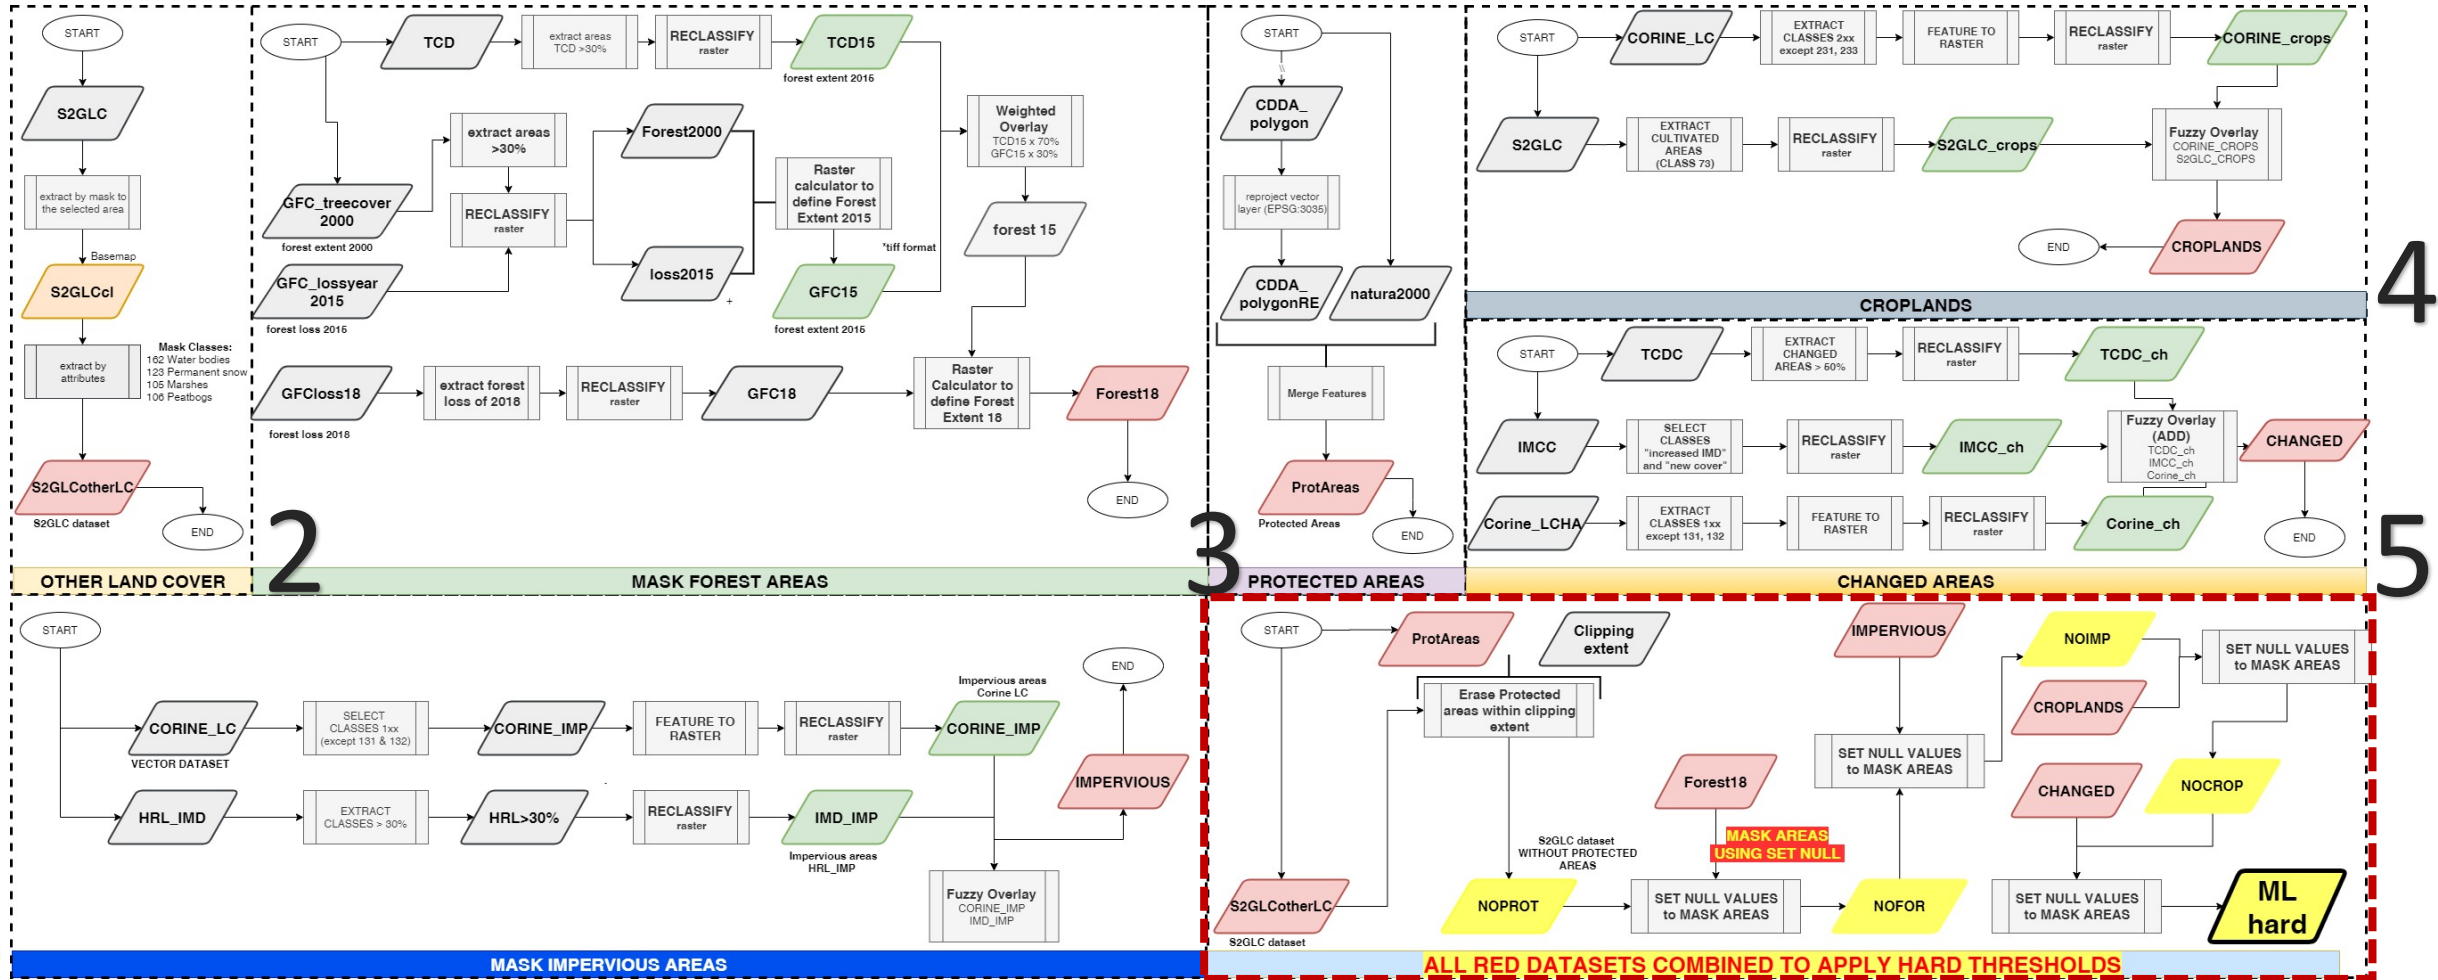 START
S2GLC
extract by mask to
the selected area
Basemap
S2GLCcl
extract by
attributes
Mask Classes:
162 Water bodies
123 Permanent snow
105 Marshes
106 Peatbogs
S2GLCotherLC
S2GLC dataset
END
OTHER LAND COVER
START
TCD
extract areas
TCD >30%
RECLASSIFY
raster
TCD15
forest extent 2015
GFC_treecover
2000
forest extent 2000
extract areas
>30%
RECLASSIFY
raster
GFC_lossyear
2015
forest loss 2015
Forest2000
loss2015
+
Raster
calculator to
define Forest
Extent 2015
*tiff format
GFC15
forest extent 2015
Weighted
Overlay
TCD15 x 70%
GFC15 x 30%
forest 15
GFCloss18
forest loss 2018
extract forest
loss of 2018
RECLASSIFY
raster
GFC18
Raster
Calculator to
define Forest
Extent 18
Forest18
END
2
MASK FOREST AREAS
START
\\
CDDA_
polygon
reproject vector
layer (EPSG:3035)
CDDA_
polygonRE
natura2000
Merge Features
ProtAreas
Protected Areas
END
3
PROTECTED AREAS
START
CORINE_LC
EXTRACT
CLASSES 2xx
except 231, 233
FEATURE TO
RASTER
RECLASSIFY
raster
CORINE_crops
S2GLC
EXTRACT
CULTIVATED
AREAS
(CLASS 73)
RECLASSIFY
raster
S2GLC_crops
Fuzzy Overlay
CORINE_CROPS
S2GLC_CROPS
CROPLANDS
END
4
CROPLANDS
START
TCDC
EXTRACT
CHANGED
AREAS > 50%
RECLASSIFY
raster
TCDC_ch
IMCC
SELECT
CLASSES
"increased IMD"
and "new cover"
RECLASSIFY
raster
IMCC_ch
Fuzzy Overlay
(ADD)
TCDC_ch
IMCC_ch
Corine_ch
CHANGED
Corine_LCHA
EXTRACT
CLASSES 1xx
except 131, 132
FEATURE TO
RASTER
RECLASSIFY
raster
Corine_ch
END
5
CHANGED AREAS
START
CORINE_LC
VECTOR DATASET
SELECT
CLASSES 1xx
(except 131 & 132)
CORINE_IMP
FEATURE TO
RASTER
RECLASSIFY
raster
Impervious areas
Corine LC
CORINE_IMP
HRL_IMD
EXTRACT
CLASSES > 30%
HRL>30%
RECLASSIFY
raster
IMD_IMP
Impervious areas
HRL_IMP
Fuzzy Overlay
CORINE_IMP
IMD_IMP
IMPERVIOUS
END
MASK IMPERVIOUS AREAS
START
ProtAreas
Clipping
extent
Erase Protected
areas within clipping
extent
S2GLCotherLC
S2GLC dataset
NOPROT
S2GLC dataset
WITHOUT PROTECTED
AREAS
Forest18
MASK AREAS
USING SET NULL
SET NULL VALUES
to MASK AREAS
NOFOR
IMPERVIOUS
SET NULL VALUES
to MASK AREAS
NOIMP
CROPLANDS
SET NULL VALUES
to MASK AREAS
NOCROP
CHANGED
SET NULL VALUES
to MASK AREAS
ML
hard
ALL RED DATASETS COMBINED TO APPLY HARD THRESHOLDS